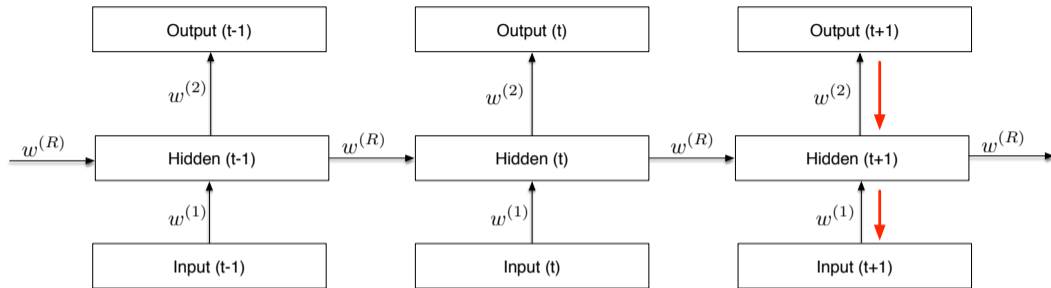 Output (t-1)
Output (t)
Output (t+1)
w^{(2)}
w^{(2)}
w^{(2)}
w^{(R)}
Hidden (t-1)
w^{(R)}
Hidden (t)
w^{(R)}
Hidden (t+1)
w^{(R)}
w^{(1)}
w^{(1)}
w^{(1)}
Input (t-1)
Input (t)
Input (t+1)